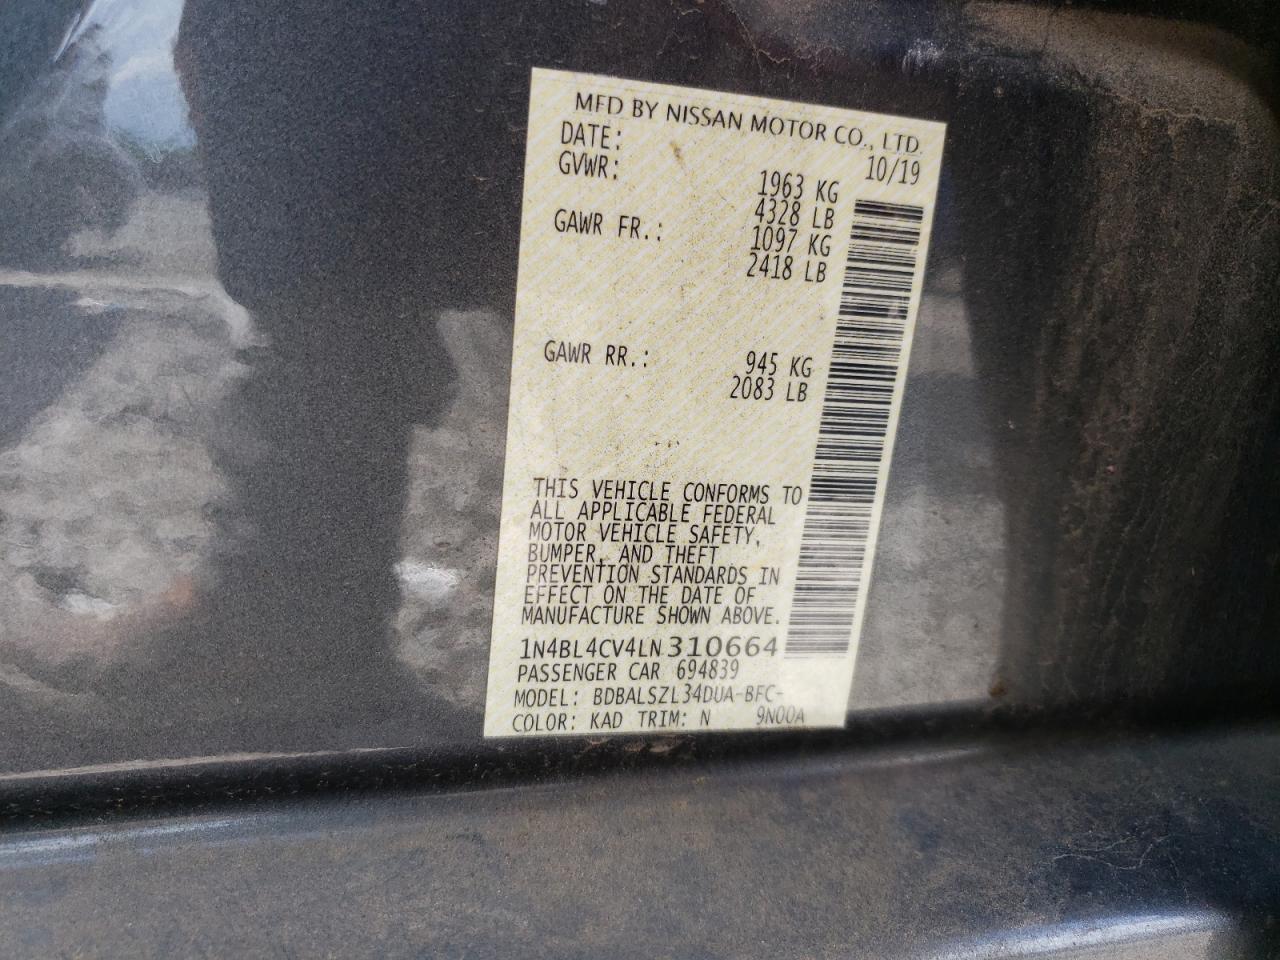 MFD BY NISSAN MOTOR CO., LTD.
DATE: 10/19
GVWR: 1963 KG
4328 LB
GAWR FR.: 1097 KG
2418 LB
GAWR RR.: 945 KG
2083 LB
THIS VEHICLE CONFORMS TO
ALL APPLICABLE FEDERAL
MOTOR VEHICLE SAFETY,
BUMPER, AND THEFT
PREVENTION STANDARDS IN
EFFECT ON THE DATE OF
MANUFACTURE SHOWN ABOVE.
1N4BL4CV4LN310664
PASSENGER CAR 694839
MODEL: BDBALSZL34DUA-BFC-
COLOR: KAD TRIM: N 9N00A